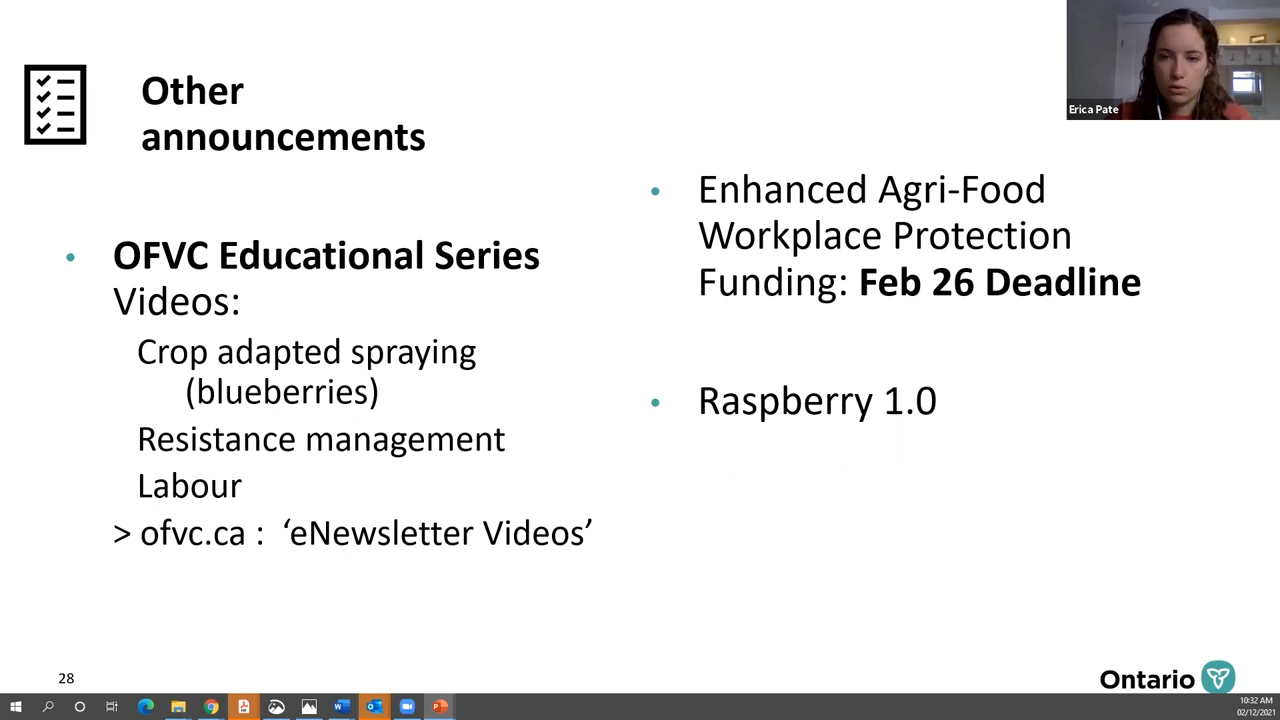 Other
announcements
Erica Pate
• OFVC Educational Series
Videos:
Crop adapted spraying
(blueberries)
Resistance management
Labour
> ofvc.ca : ‘eNewsletter Videos’
• Enhanced Agri-Food
Workplace Protection
Funding: Feb 26 Deadline
• Raspberry 1.0
28
Ontario
10:32 AM
02/12/2021